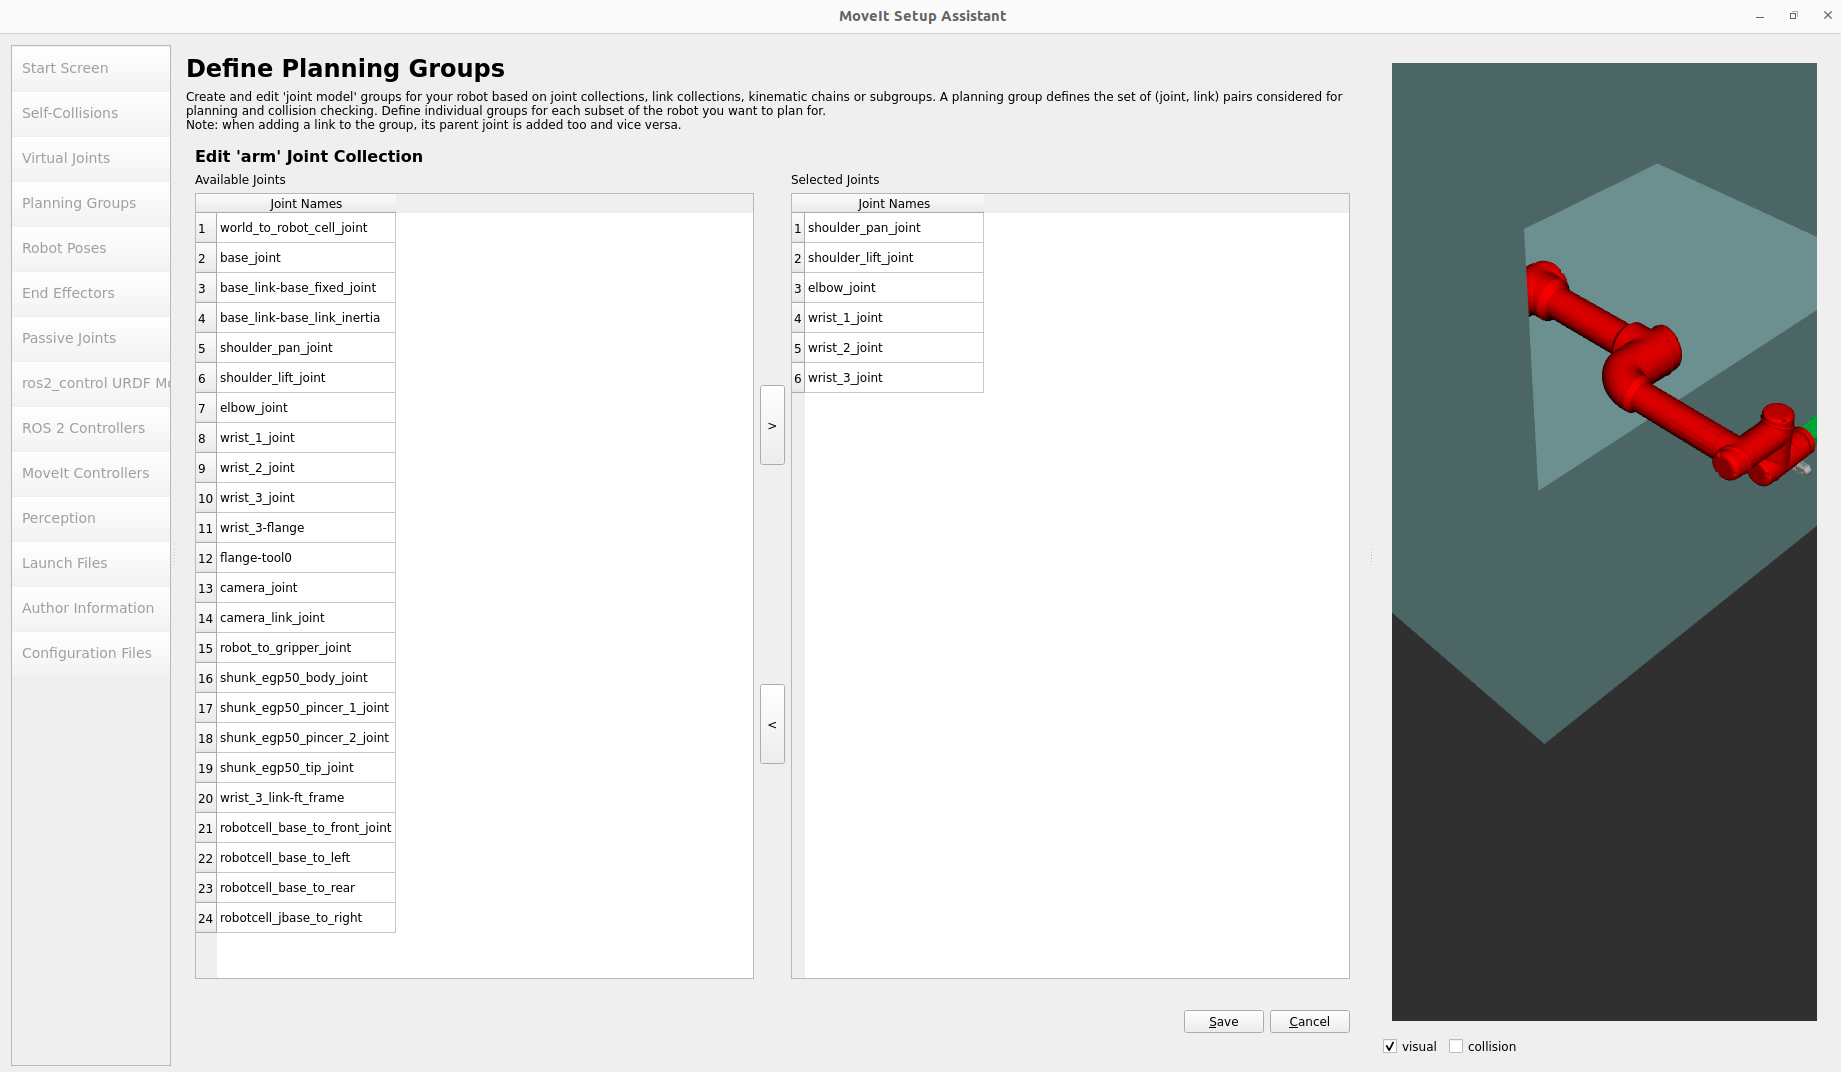 MoveIt Setup Assistant
Start Screen
Self-Collisions
Virtual Joints
Planning Groups
Robot Poses
End Effectors
Passive Joints
ros2_control URDF Mo
ROS 2 Controllers
MoveIt Controllers
Perception
Launch Files
Author Information
Configuration Files
Define Planning Groups
Create and edit 'joint model' groups for your robot based on joint collections, link collections, kinematic chains or subgroups. A planning group defines the set of (joint, link) pairs considered for
planning and collision checking. Define individual groups for each subset of the robot you want to plan for.
Note: when adding a link to the group, its parent joint is added too and vice versa.
Edit 'arm' Joint Collection
Available Joints
Joint Names
1 world_to_robot_cell_joint
2 base_joint
3 base_link-base_fixed_joint
4 base_link-base_link_inertia
5 shoulder_pan_joint
6 shoulder_lift_joint
7 elbow_joint
8 wrist_1_joint
9 wrist_2_joint
10 wrist_3_joint
11 wrist_3-flange
12 flange-tool0
13 camera_joint
14 camera_link_joint
15 robot_to_gripper_joint
16 shunk_egp50_body_joint
17 shunk_egp50_pincer_1_joint
18 shunk_egp50_pincer_2_joint
19 shunk_egp50_tip_joint
20 wrist_3_link-ft_frame
21 robotcell_base_to_front_joint
22 robotcell_base_to_left
23 robotcell_base_to_rear
24 robotcell_jbase_to_right
>
<
Selected Joints
Joint Names
1 shoulder_pan_joint
2 shoulder_lift_joint
3 elbow_joint
4 wrist_1_joint
5 wrist_2_joint
6 wrist_3_joint
Save
Cancel
visual
collision